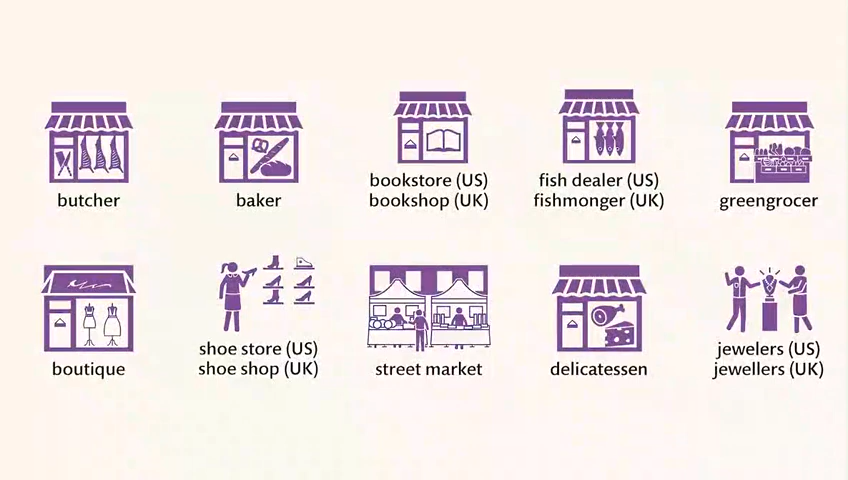 butcher
baker
bookstore (US)
bookshop (UK)
fish dealer (US)
fishmonger (UK)
greengrocer
boutique
shoe store (US)
shoe shop (UK)
street market
delicatessen
jewelers (US)
jewellers (UK)